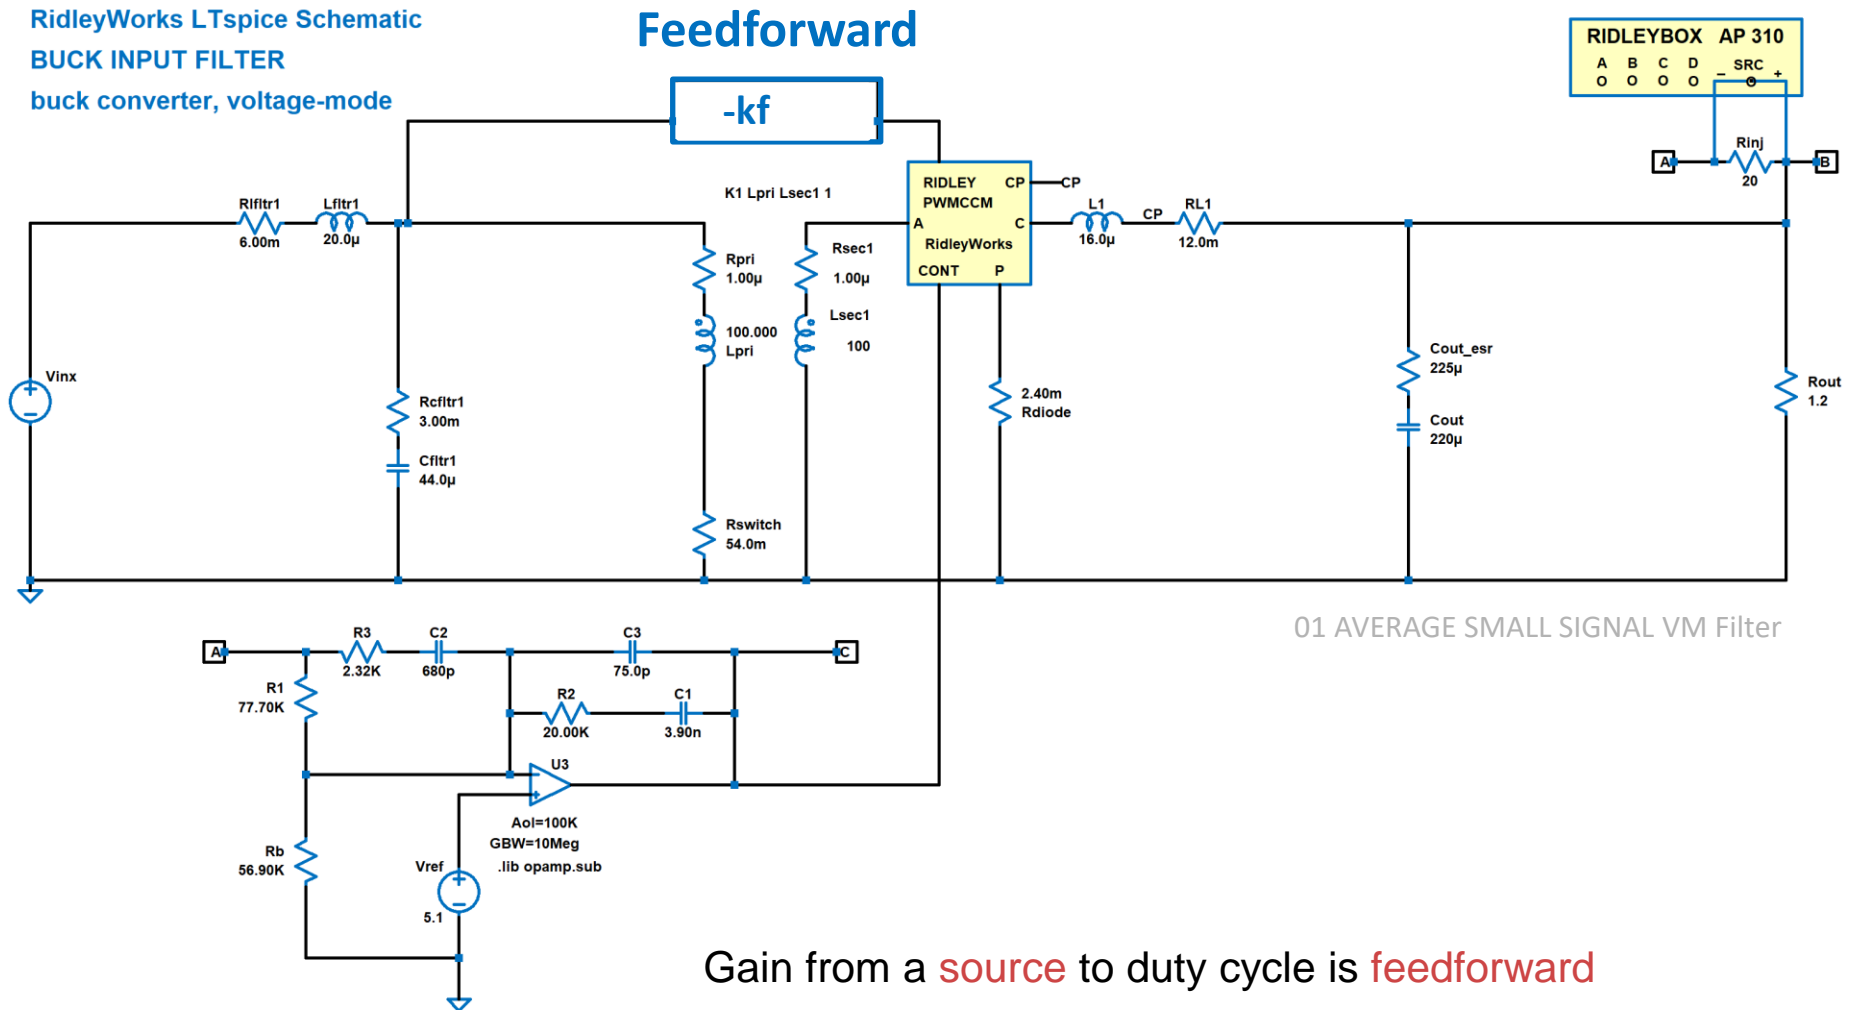 RidleyWorks LTspice Schematic
BUCK INPUT FILTER
buck converter, voltage-mode
Feedforward
-kf
RIDLEYBOX AP 310
A B C D SRC
− +
Rinj
A B
20
K1 Lpri Lsec1 1
RIDLEY CP
PWMCCM
A C
RidleyWorks
CONT P
CP
L1
16.0µ
CP
RL1
12.0m
Rlfltr1
6.00m
Lfltr1
20.0µ
Rpri
1.00µ
Rsec1
1.00µ
100.000
Lpri
Lsec1
100
Vinx
Rcfltr1
3.00m
Cfltr1
44.0µ
Rswitch
54.0m
2.40m
Rdiode
Cout_esr
225µ
Cout
220µ
Rout
1.2
01 AVERAGE SMALL SIGNAL VM Filter
A
R3
2.32K
C2
680p
C3
75.0p
C
R1
77.70K
R2
20.00K
C1
3.90n
U3
Aol=100K
GBW=10Meg
.lib opamp.sub
Rb
56.90K
Vref
5.1
Gain from a source to duty cycle is feedforward